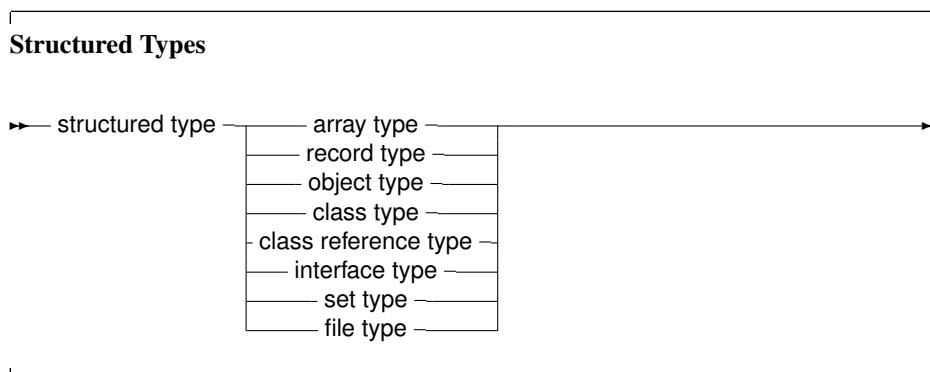 Structured Types
structured type array type
record type
object type
class type
class reference type
interface type
set type
file type